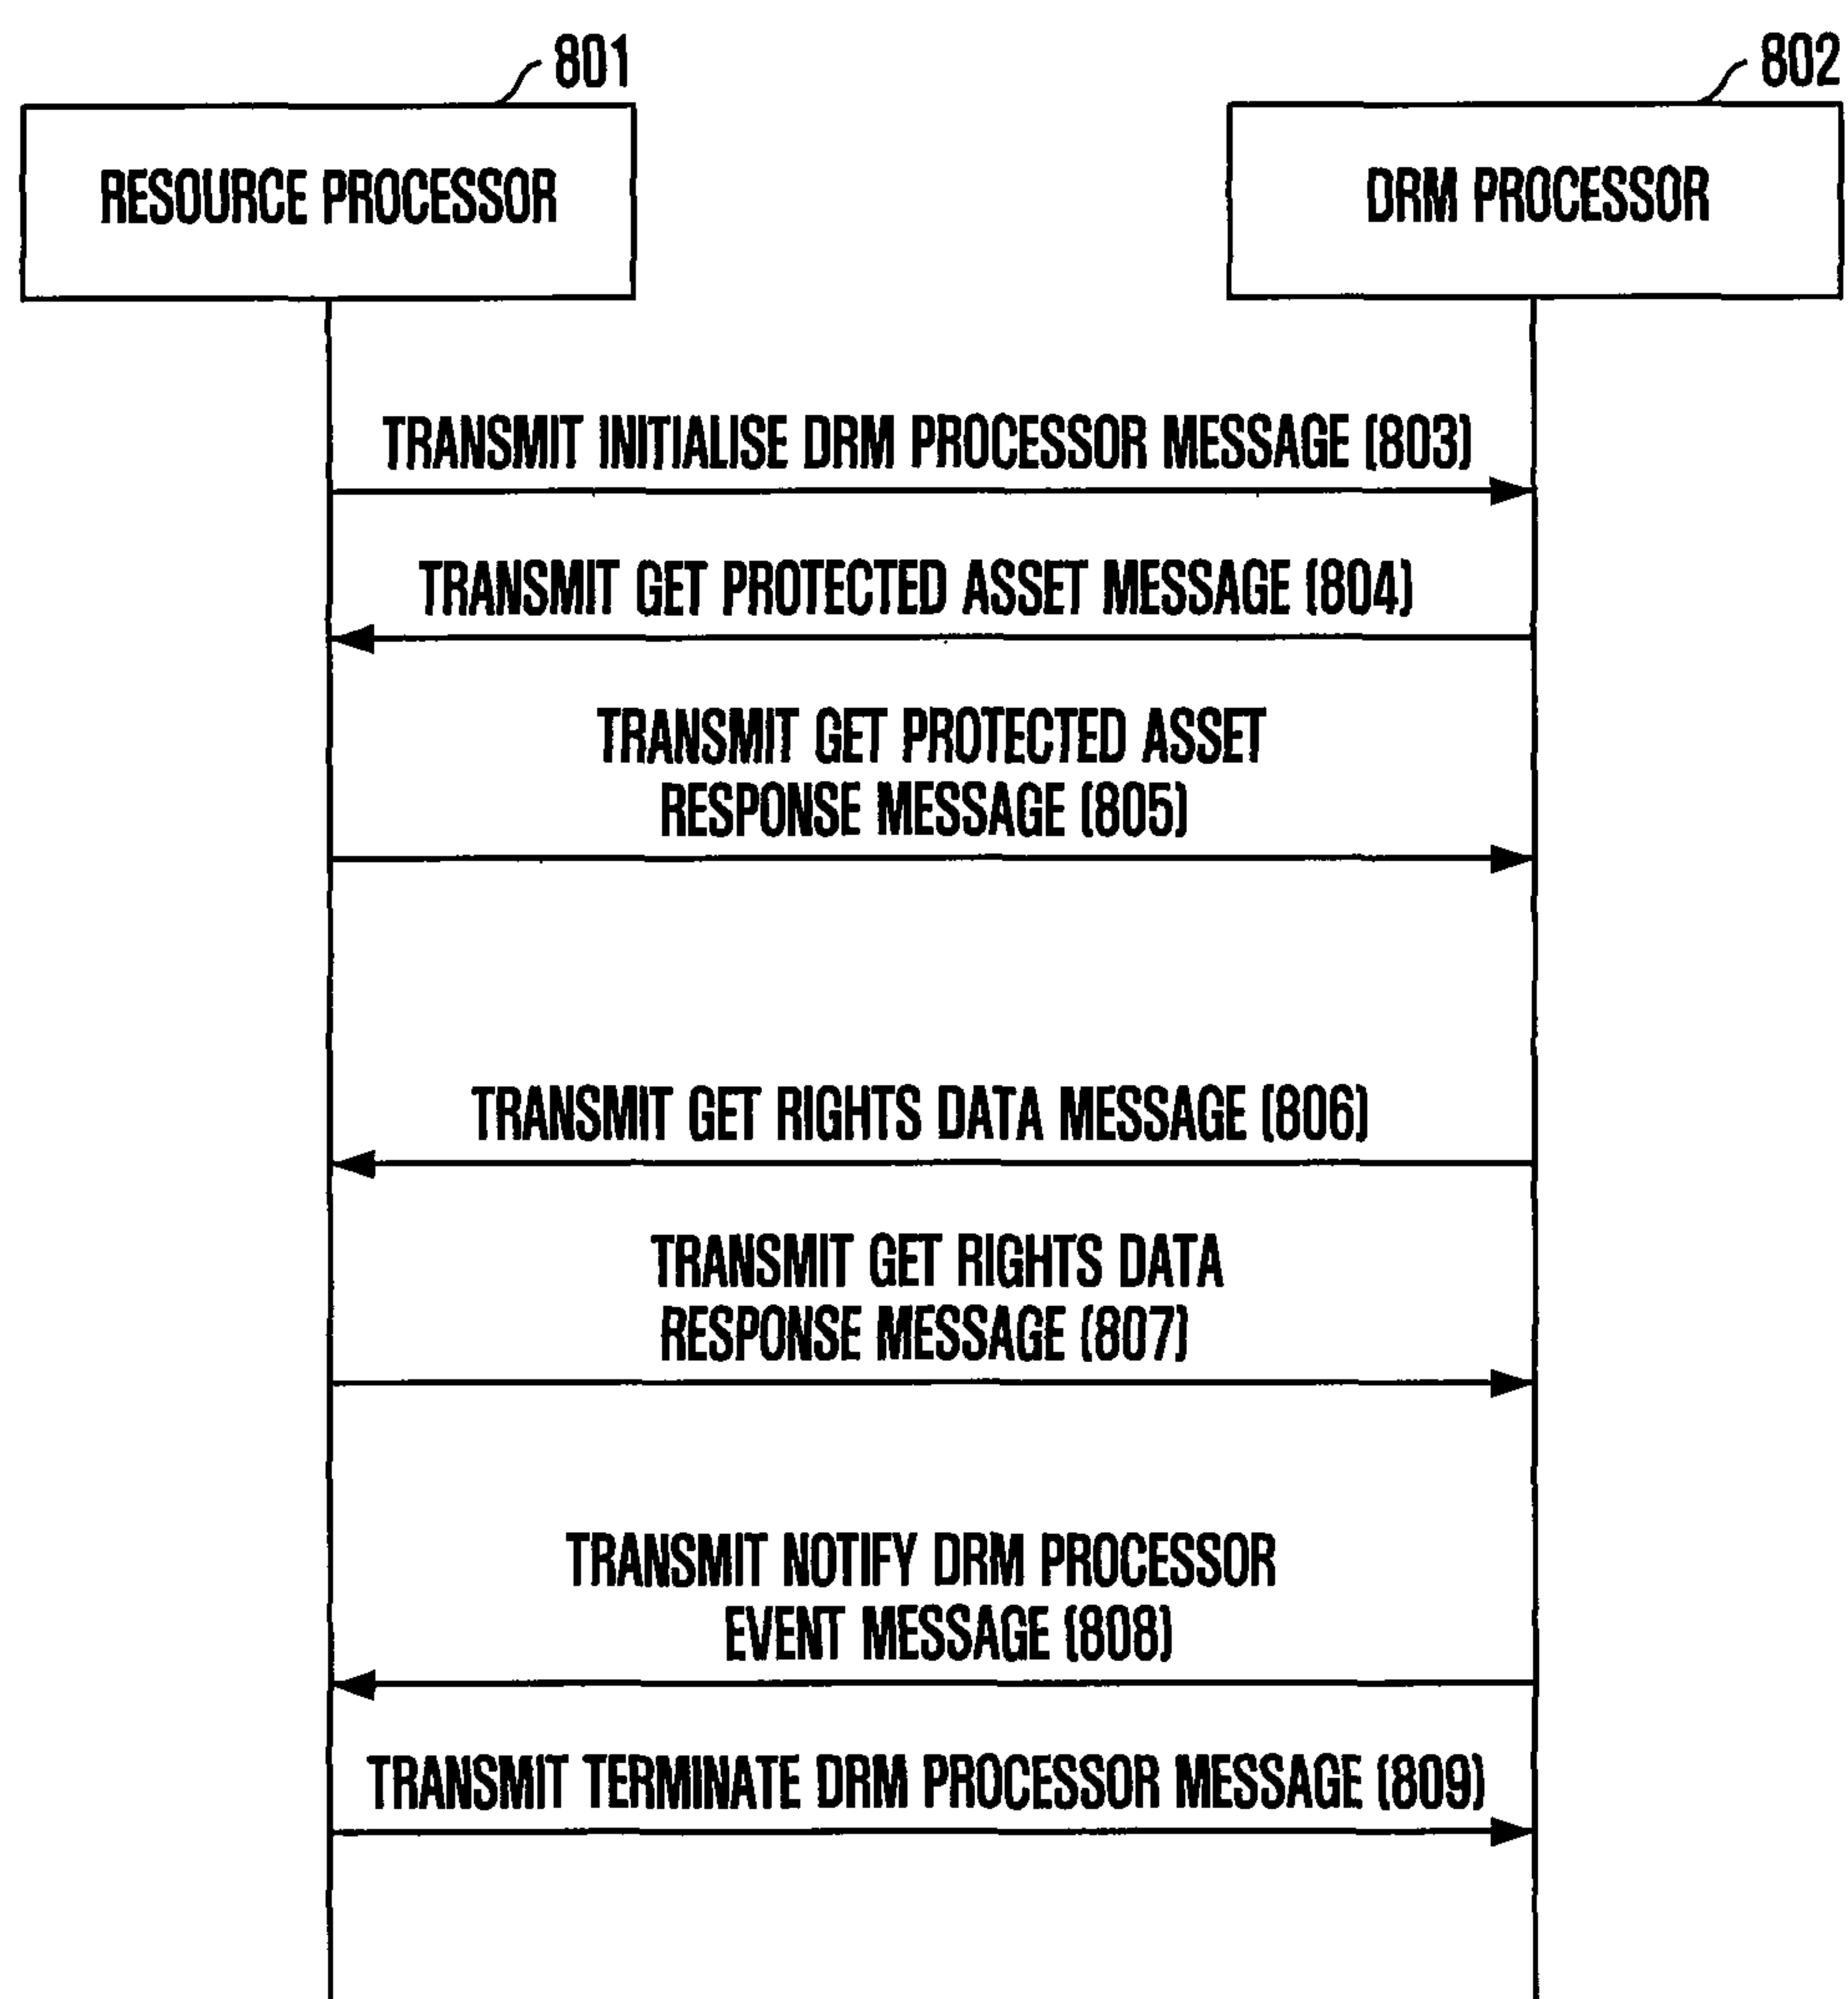 801
802
RESOURCE PROCESSOR
DRM PROCESSOR
TRANSMIT INITIALISE DRM PROCESSOR MESSAGE (803)
TRANSMIT GET PROTECTED ASSET MESSAGE (804)
TRANSMIT GET PROTECTED ASSET
RESPONSE MESSAGE (805)
TRANSMIT GET RIGHTS DATA MESSAGE (806)
TRANSMIT GET RIGHTS DATA
RESPONSE MESSAGE (807)
TRANSMIT NOTIFY DRM PROCESSOR
EVENT MESSAGE (808)
TRANSMIT TERMINATE DRM PROCESSOR MESSAGE (809)